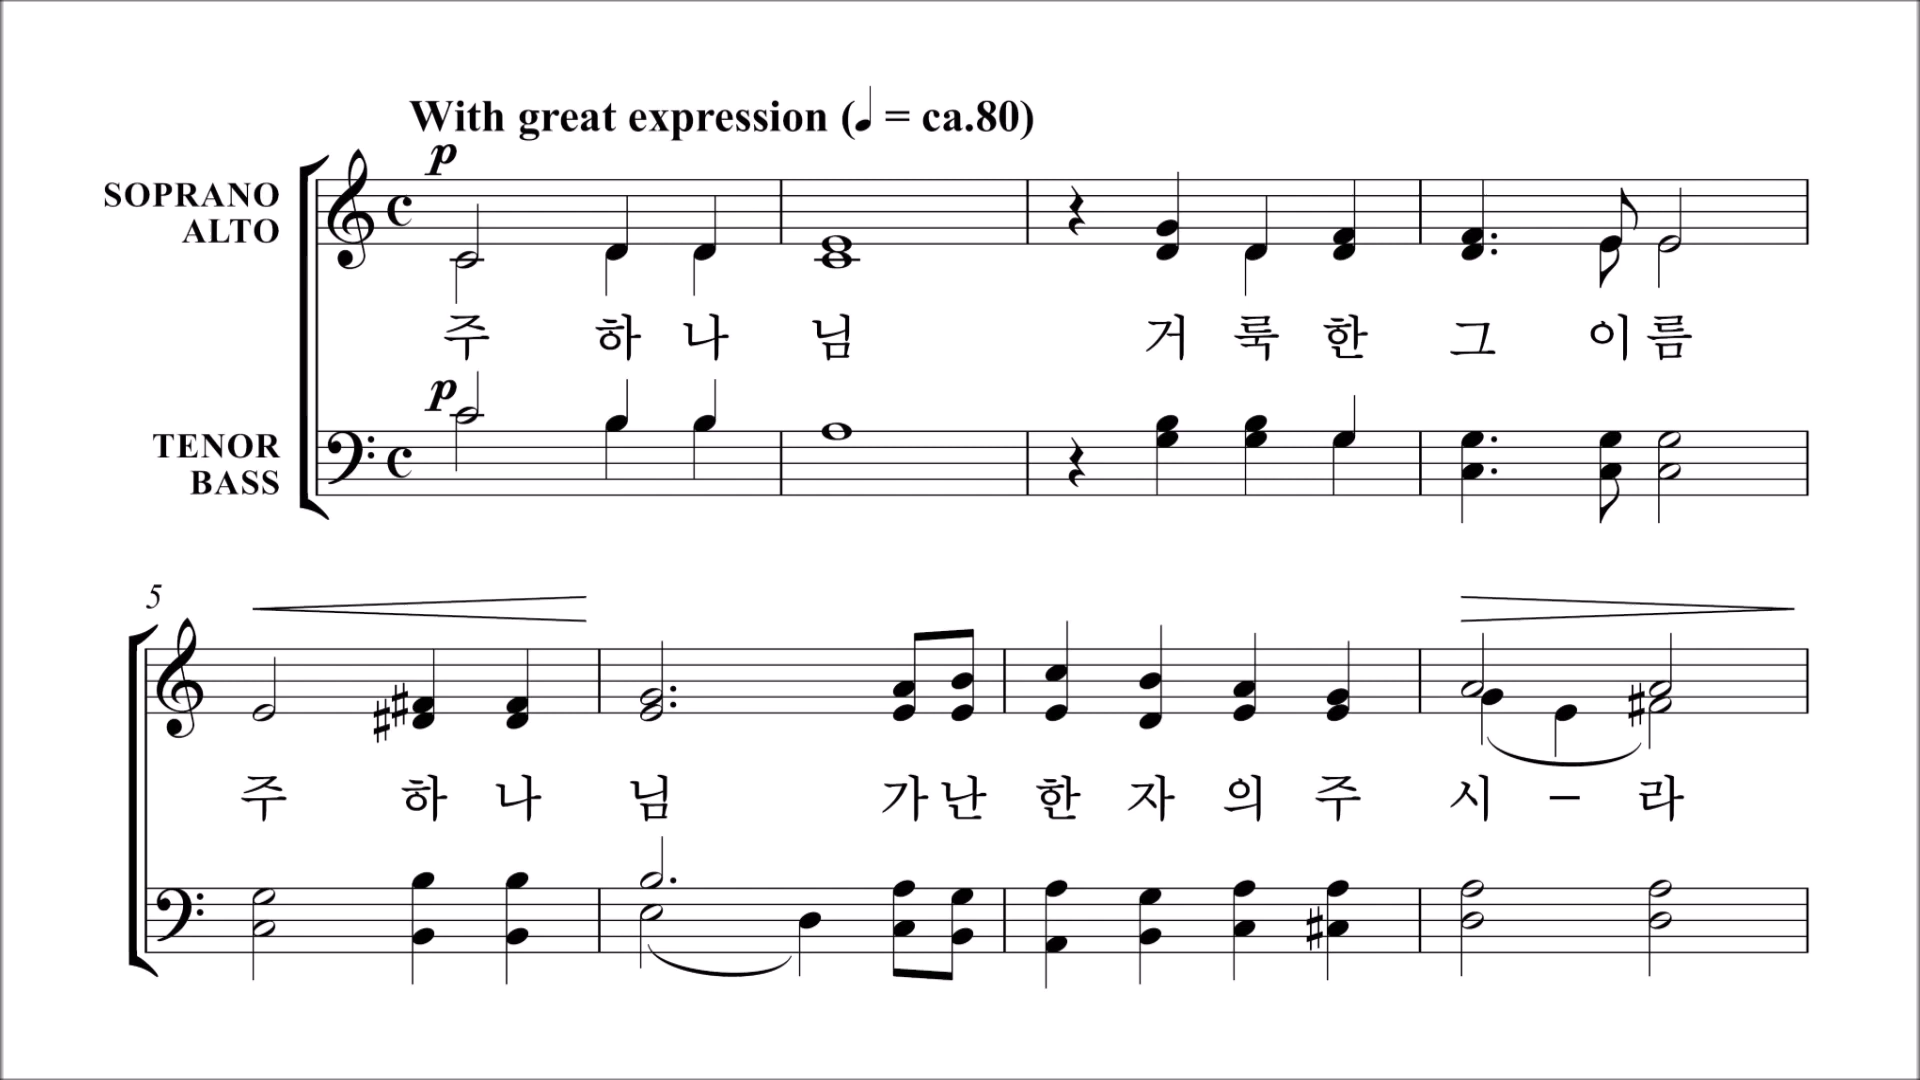 With great expression (♩ = ca.80)
p
SOPRANO
ALTO
주 하 나 님 거 룩 한 그 이 름
p
TENOR
BASS
5
주 하 나 님 가 난 한 자 의 주 시 – 라